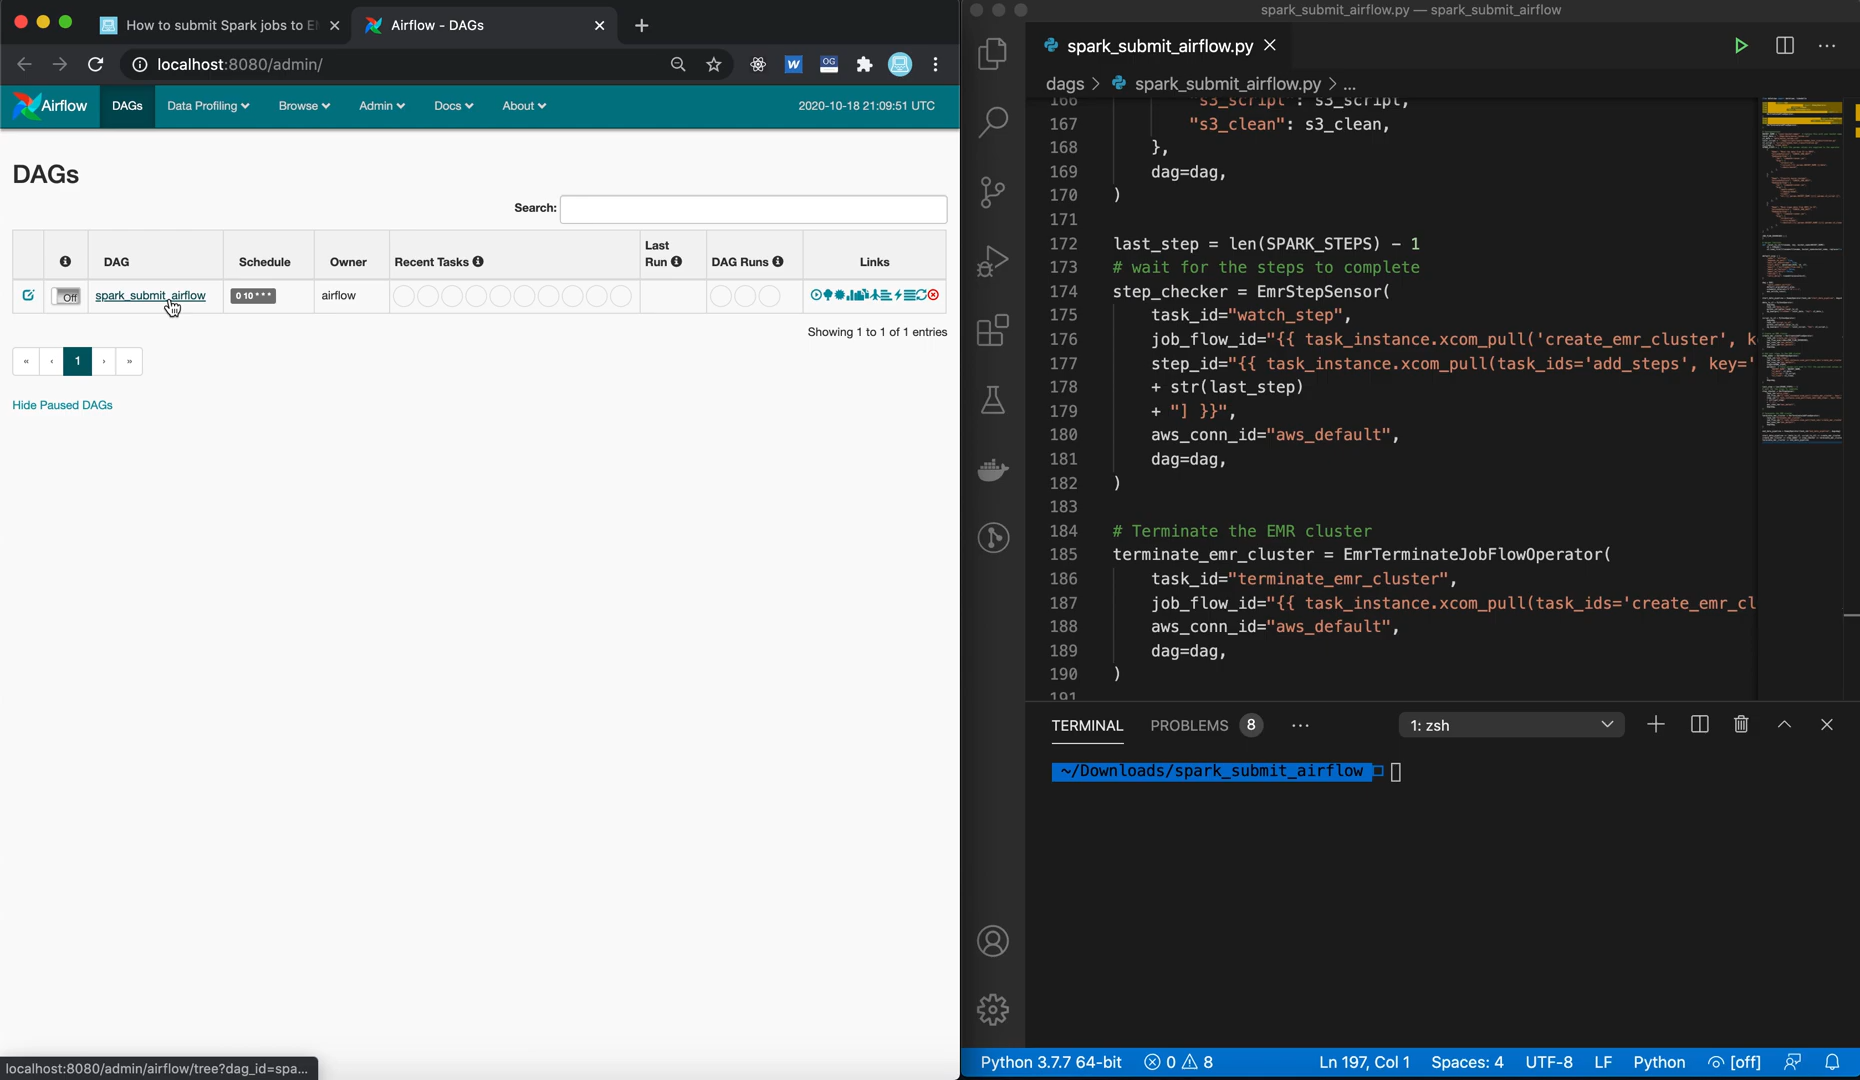 How to submit Spark jobs to E
Airflow - DAGs
localhost:8080/admin/
Airflow
DAGs
Data Profiling
Browse
Admin
Docs
About
2020-10-18 21:09:51 UTC
DAGs
Search:
DAG
Schedule
Owner
Recent Tasks
Last Run
DAG Runs
Links
Off
spark_submit_airflow
0 10 * * *
airflow
Showing 1 to 1 of 1 entries
« ‹ 1 › »
Hide Paused DAGs
localhost:8080/admin/airflow/tree?dag_id=spa...
spark_submit_airflow.py — spark_submit_airflow
spark_submit_airflow.py
dags > spark_submit_airflow.py > ...
166 "s3_script": s3_script,
167 "s3_clean": s3_clean,
168 },
169 dag=dag,
170 )
171
172 last_step = len(SPARK_STEPS) - 1
173 # wait for the steps to complete
174 step_checker = EmrStepSensor(
175 task_id="watch_step",
176 job_flow_id="{{ task_instance.xcom_pull('create_emr_cluster', k
177 step_id="{{ task_instance.xcom_pull(task_ids='add_steps', key='
178 + str(last_step)
179 + "] }}",
180 aws_conn_id="aws_default",
181 dag=dag,
182 )
183
184 # Terminate the EMR cluster
185 terminate_emr_cluster = EmrTerminateJobFlowOperator(
186 task_id="terminate_emr_cluster",
187 job_flow_id="{{ task_instance.xcom_pull(task_ids='create_emr_cl
188 aws_conn_id="aws_default",
189 dag=dag,
190 )
191
TERMINAL
PROBLEMS 8
1: zsh
~/Downloads/spark_submit_airflow
Python 3.7.7 64-bit
0 8
Ln 197, Col 1
Spaces: 4
UTF-8
LF
Python
[off]